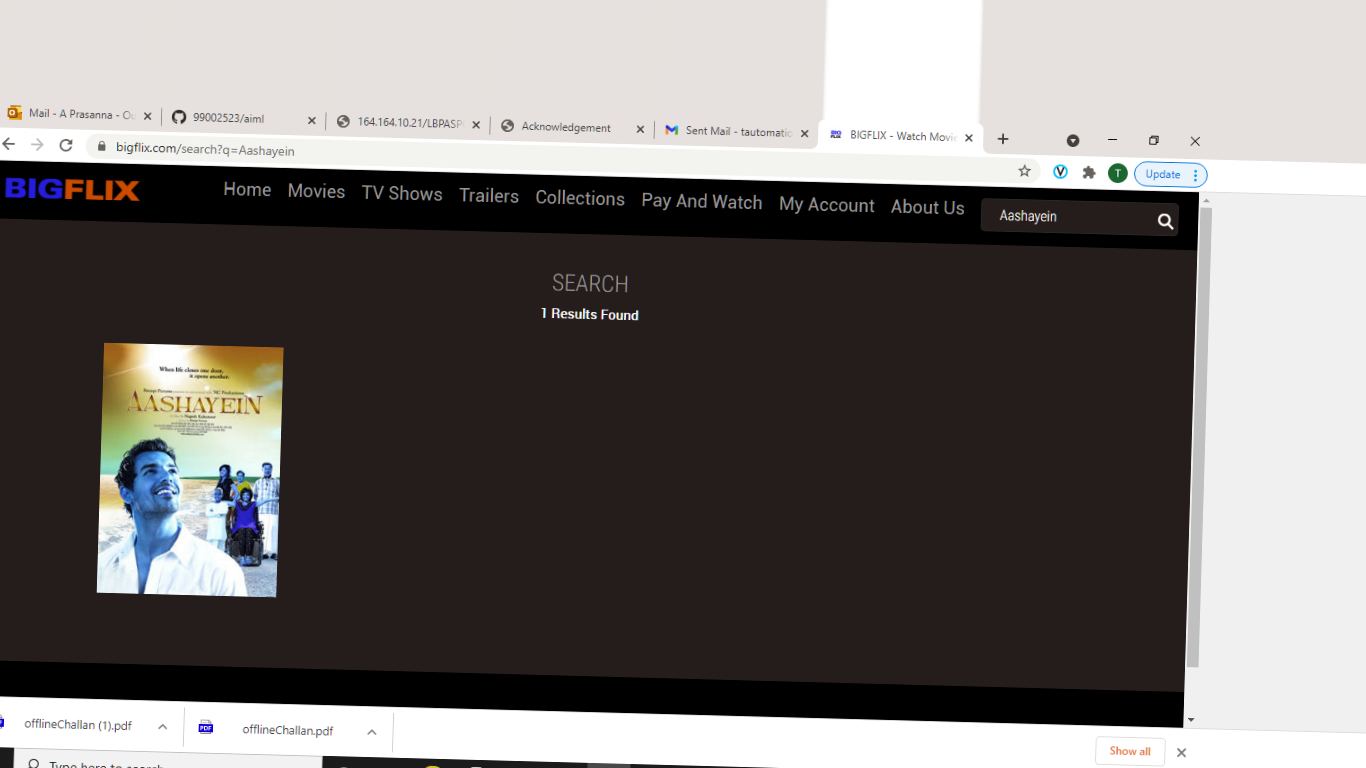 Mail - A Prasanna - Ou
99002523/aiml
164.164.10.21/LBPASP
Acknowledgement
Sent Mail - tautomatic
BIGFLIX - Watch Movie
bigflix.com/search?q=Aashayein
T
Update
BIGFLIX
Home
Movies
TV Shows
Trailers
Collections
Pay And Watch
My Account
About Us
Aashayein
SEARCH
1 Results Found
When life closes one door,
it opens another.
AASHAYEIN
offlineChallan (1).pdf
PDF
offlineChallan.pdf
Show all
Type here to search